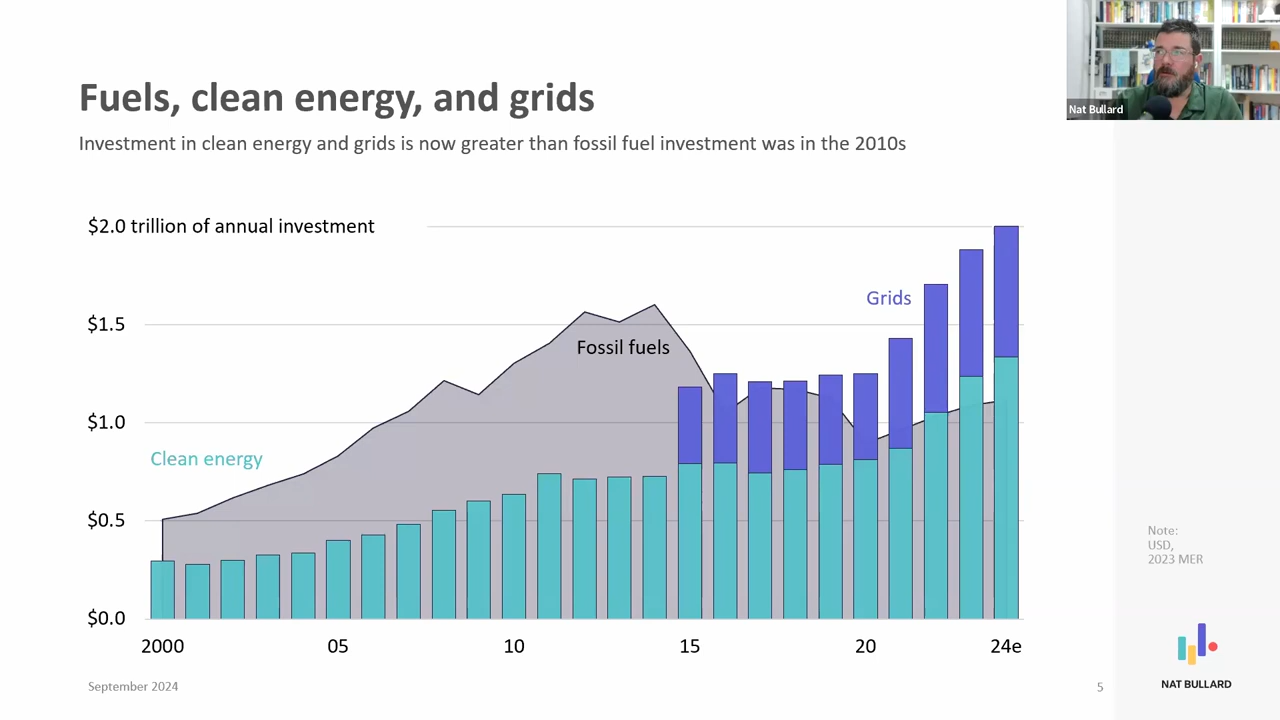 Fuels, clean energy, and grids
Investment in clean energy and grids is now greater than fossil fuel investment was in the 2010s
Nat Bullard
$2.0 trillion of annual investment
$1.5
$1.0
$0.5
$0.0
Grids
Fossil fuels
Clean energy
2000 05 10 15 20 24e
Note:
USD,
2023 MER
NAT BULLARD
September 2024
5